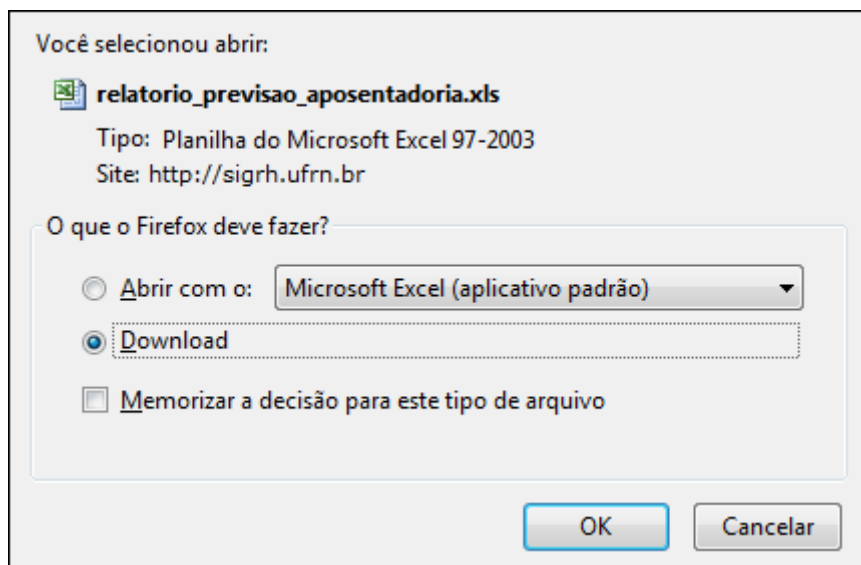 Você selecionou abrir:
relatorio_previsao_aposentadoria.xls
Tipo: Planilha do Microsoft Excel 97-2003
Site: http://sigrh.ufrn.br
O que o Firefox deve fazer?
Abrir com o: Microsoft Excel (aplicativo padrão)
Download
Memorizar a decisão para este tipo de arquivo
OK Cancelar